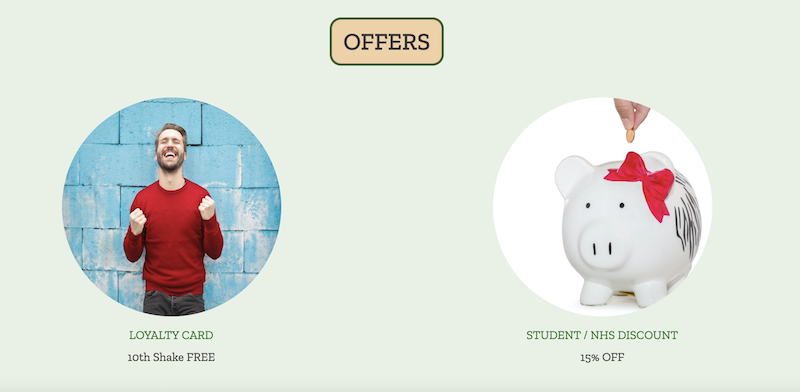 OFFERS
LOYALTY CARD
10th Shake FREE
STUDENT / NHS DISCOUNT
15% OFF